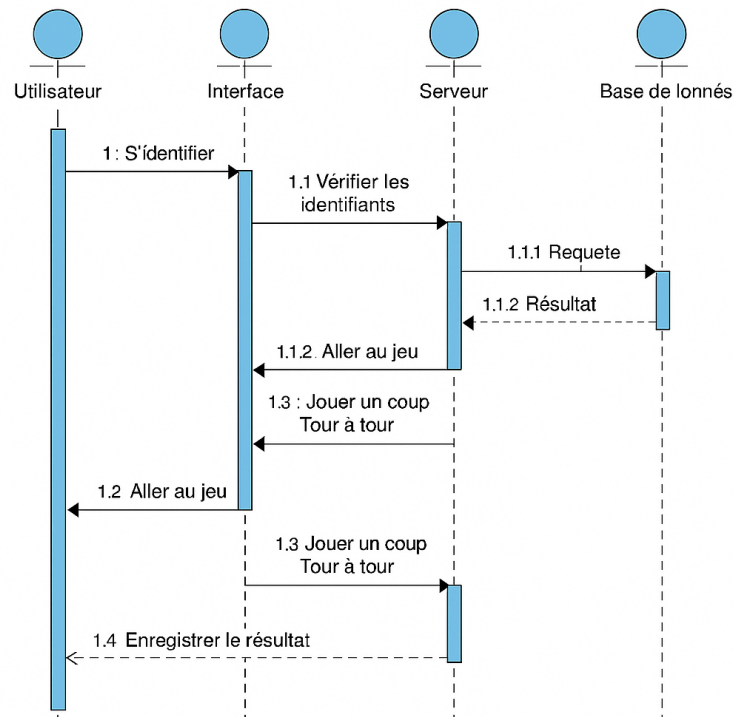 Utilisateur
Interface
Serveur
Base de lonnés
1 : S'identifier
1.1 Vérifier les
identifiants
1.1.1 Requete
1.1.2 Résultat
1.1.2. Aller au jeu
1.3 : Jouer un coup
Tour à tour
1.2 Aller au jeu
1.3 Jouer un coup
Tour à tour
1.4 Enregistrer le résultat